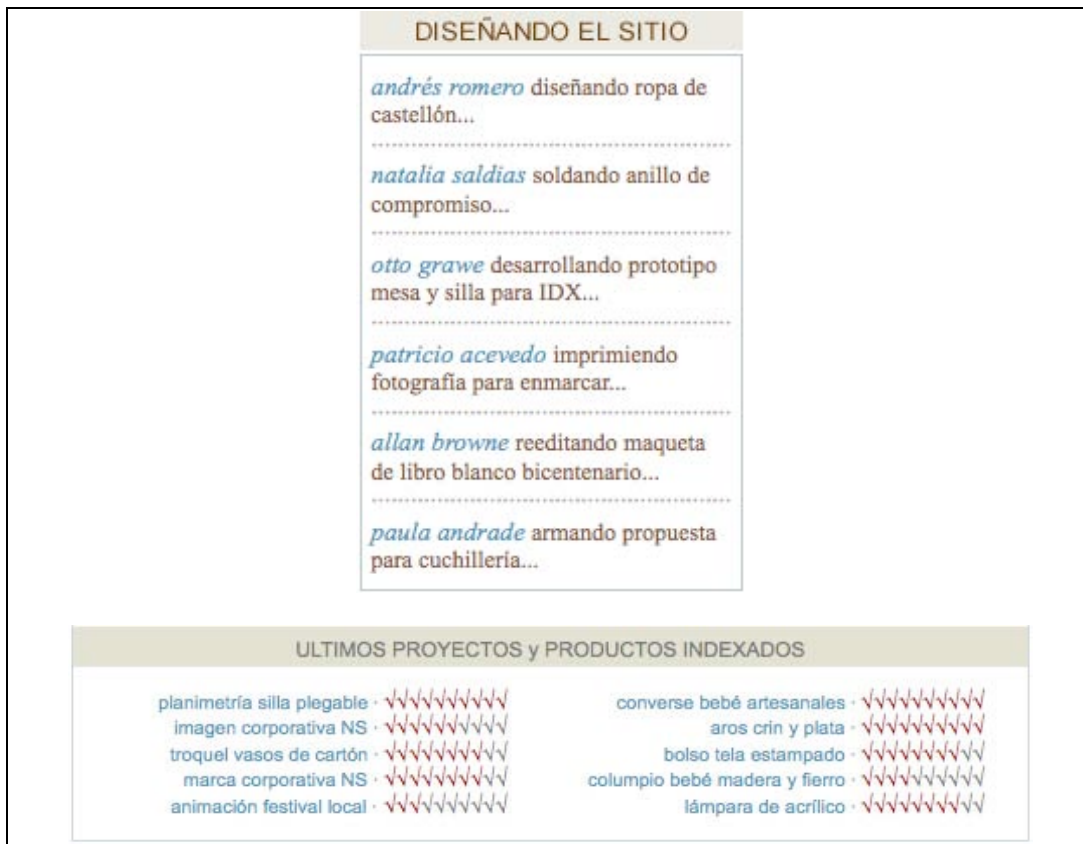 DISEÑANDO EL SITIO
andrés romero diseñando ropa de
castellón...
natalia saldias soldando anillo de
compromiso...
otto grawe desarrollando prototipo
mesa y silla para IDX...
patricio acevedo imprimiendo
fotografía para enmarcar...
allan browne reeditando maqueta
de libro blanco bicentenario...
paula andrade armando propuesta
para cuchillería...
ULTIMOS PROYECTOS y PRODUCTOS INDEXADOS
planimetría silla plegable · √√√√√√√√√√
imagen corporativa NS · √√√√√√√√√√
troquel vasos de cartón · √√√√√√√√√√
marca corporativa NS · √√√√√√√√√√
animación festival local · √√√√√√√√√√
converse bebé artesanales · √√√√√√√√√√
aros crin y plata · √√√√√√√√√√
bolso tela estampado · √√√√√√√√√√
columpio bebé madera y fierro · √√√√√√√√√√
lámpara de acrílico · √√√√√√√√√√